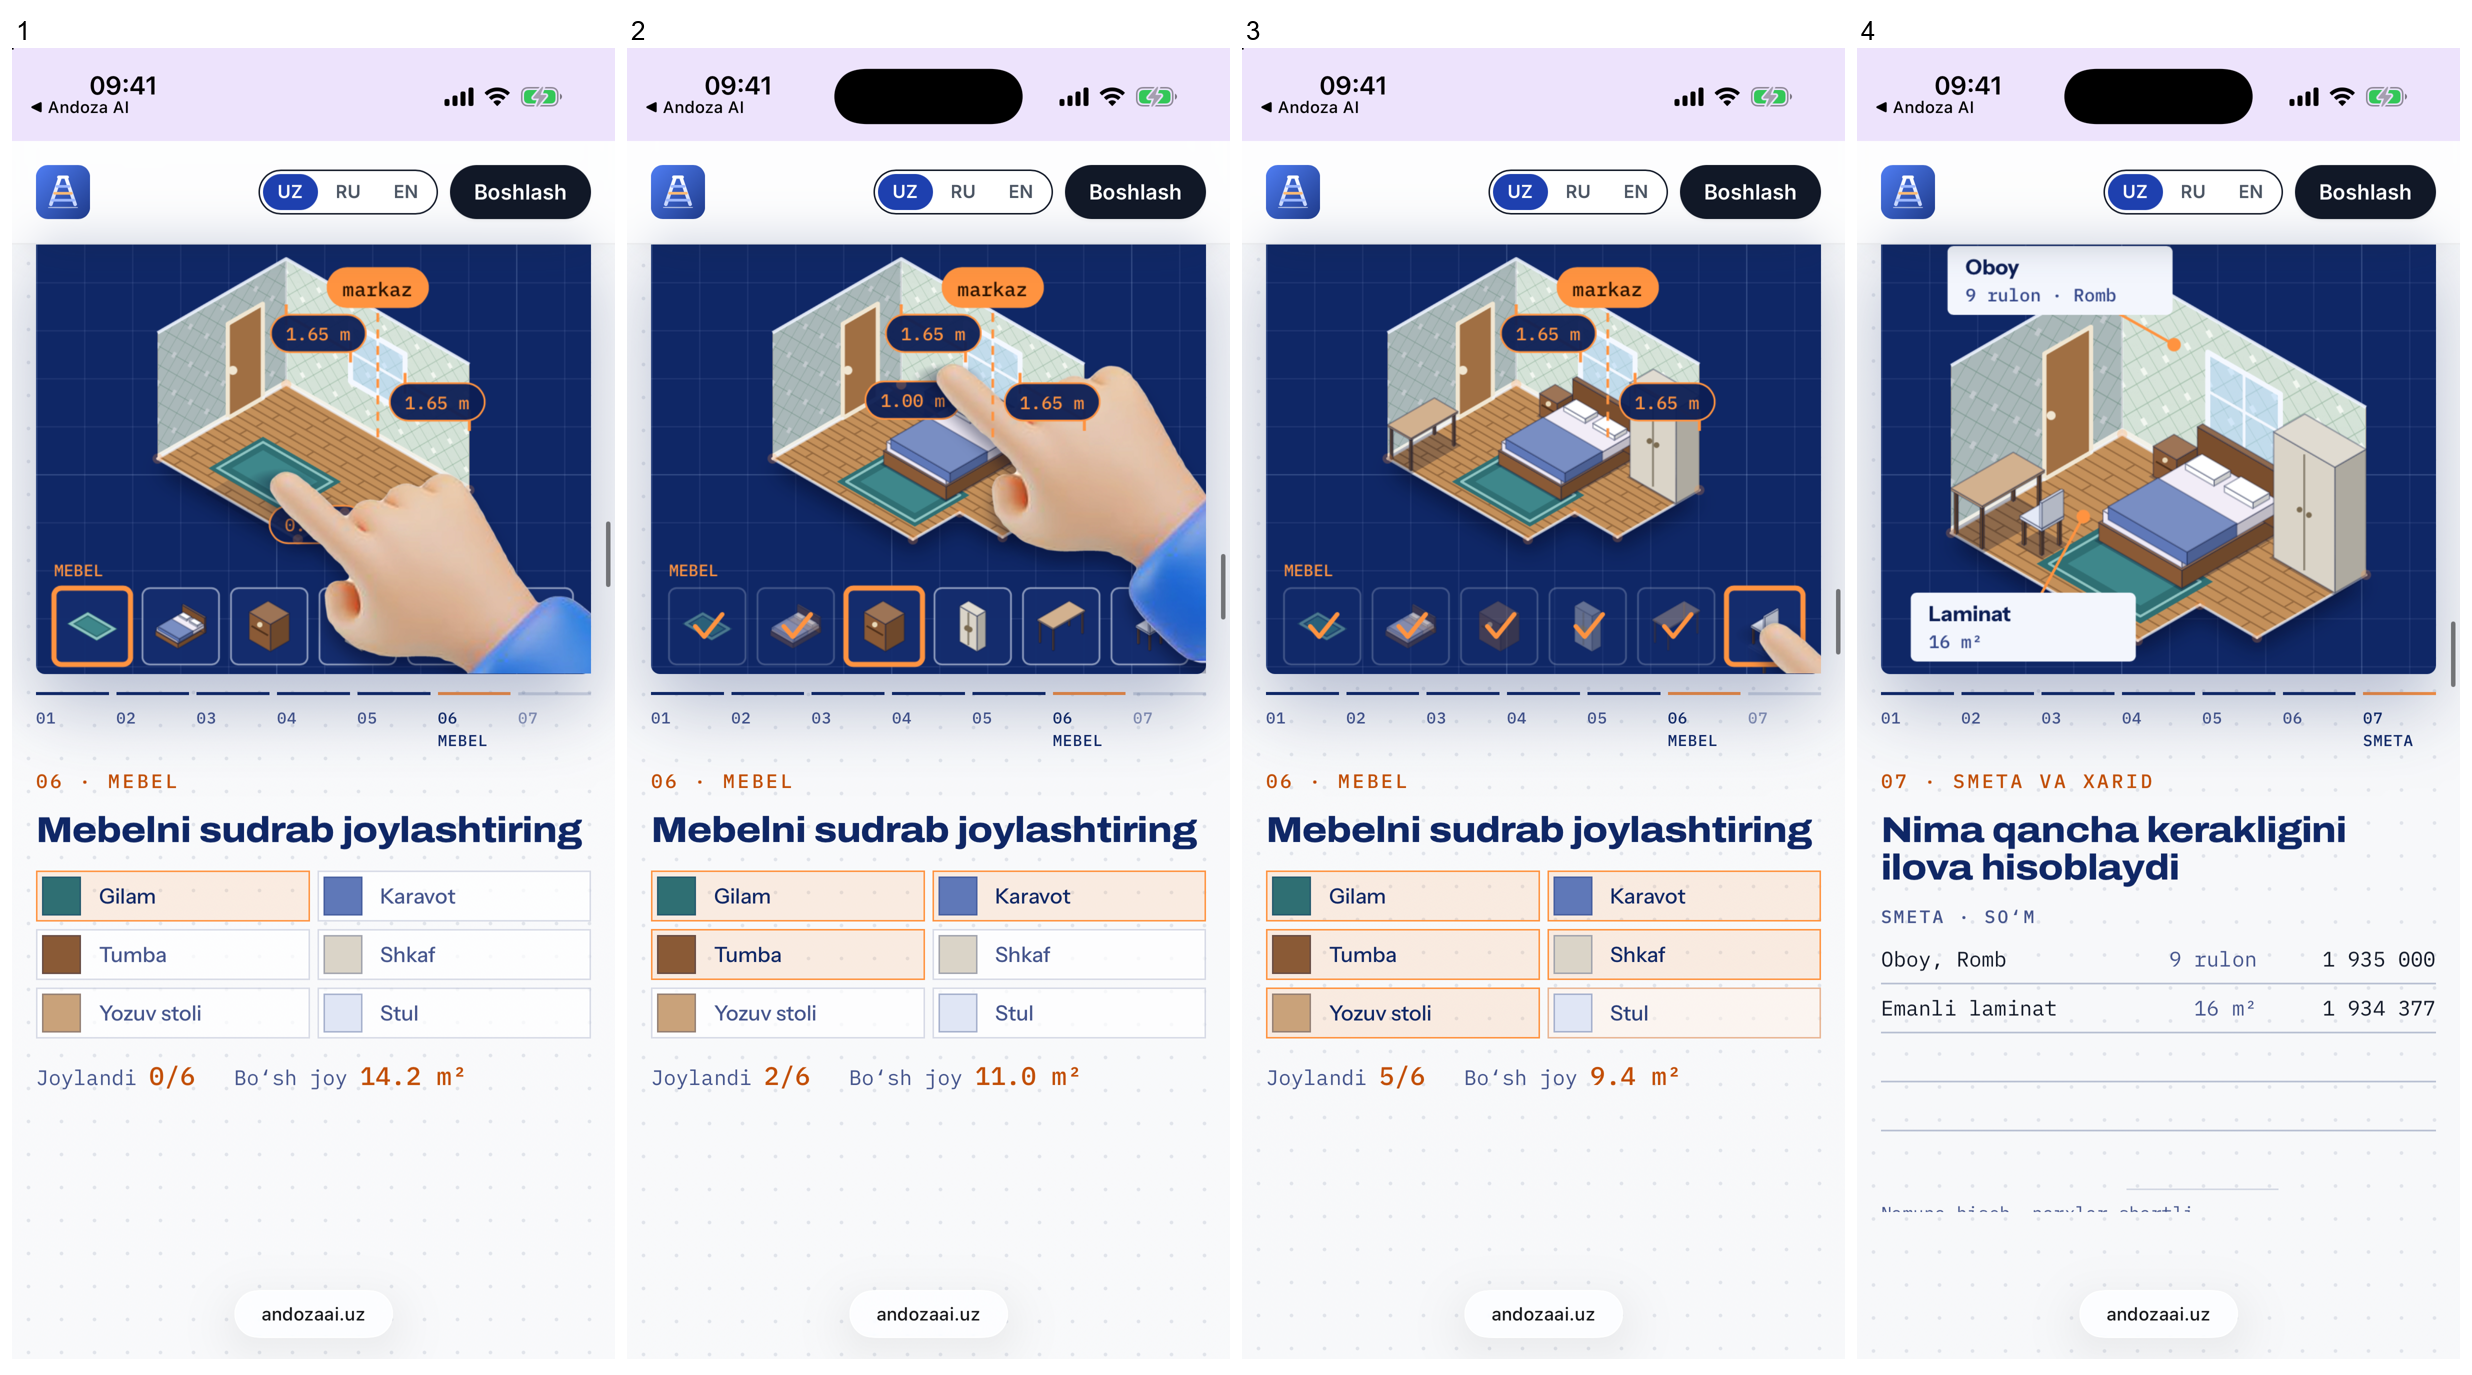 1
09:41
◀ Andoza AI
UZ RU EN
Boshlash
markaz
1.65 m
1.65 m
0.
MEBEL
01 02 03 04 05 06 07
MEBEL
06 · MEBEL
Mebelni sudrab joylashtiring
Gilam Karavot
Tumba Shkaf
Yozuv stoli Stul
Joylandi 0/6 Bo‘sh joy 14.2 m²
andozaai.uz
2
09:41
◀ Andoza AI
UZ RU EN
Boshlash
markaz
1.65 m
1.00 m 1.65 m
MEBEL
01 02 03 04 05 06 07
MEBEL
06 · MEBEL
Mebelni sudrab joylashtiring
Gilam Karavot
Tumba Shkaf
Yozuv stoli Stul
Joylandi 2/6 Bo‘sh joy 11.0 m²
andozaai.uz
3
09:41
◀ Andoza AI
UZ RU EN
Boshlash
markaz
1.65 m
1.65 m
MEBEL
01 02 03 04 05 06 07
MEBEL
06 · MEBEL
Mebelni sudrab joylashtiring
Gilam Karavot
Tumba Shkaf
Yozuv stoli Stul
Joylandi 5/6 Bo‘sh joy 9.4 m²
andozaai.uz
4
09:41
◀ Andoza AI
UZ RU EN
Boshlash
Oboy
9 rulon · Romb
Laminat
16 m²
01 02 03 04 05 06 07
SMETA
07 · SMETA VA XARID
Nima qancha kerakligini
ilova hisoblaydi
SMETA · SO‘M
Oboy, Romb 9 rulon 1 935 000
Emanli laminat 16 m² 1 934 377
andozaai.uz